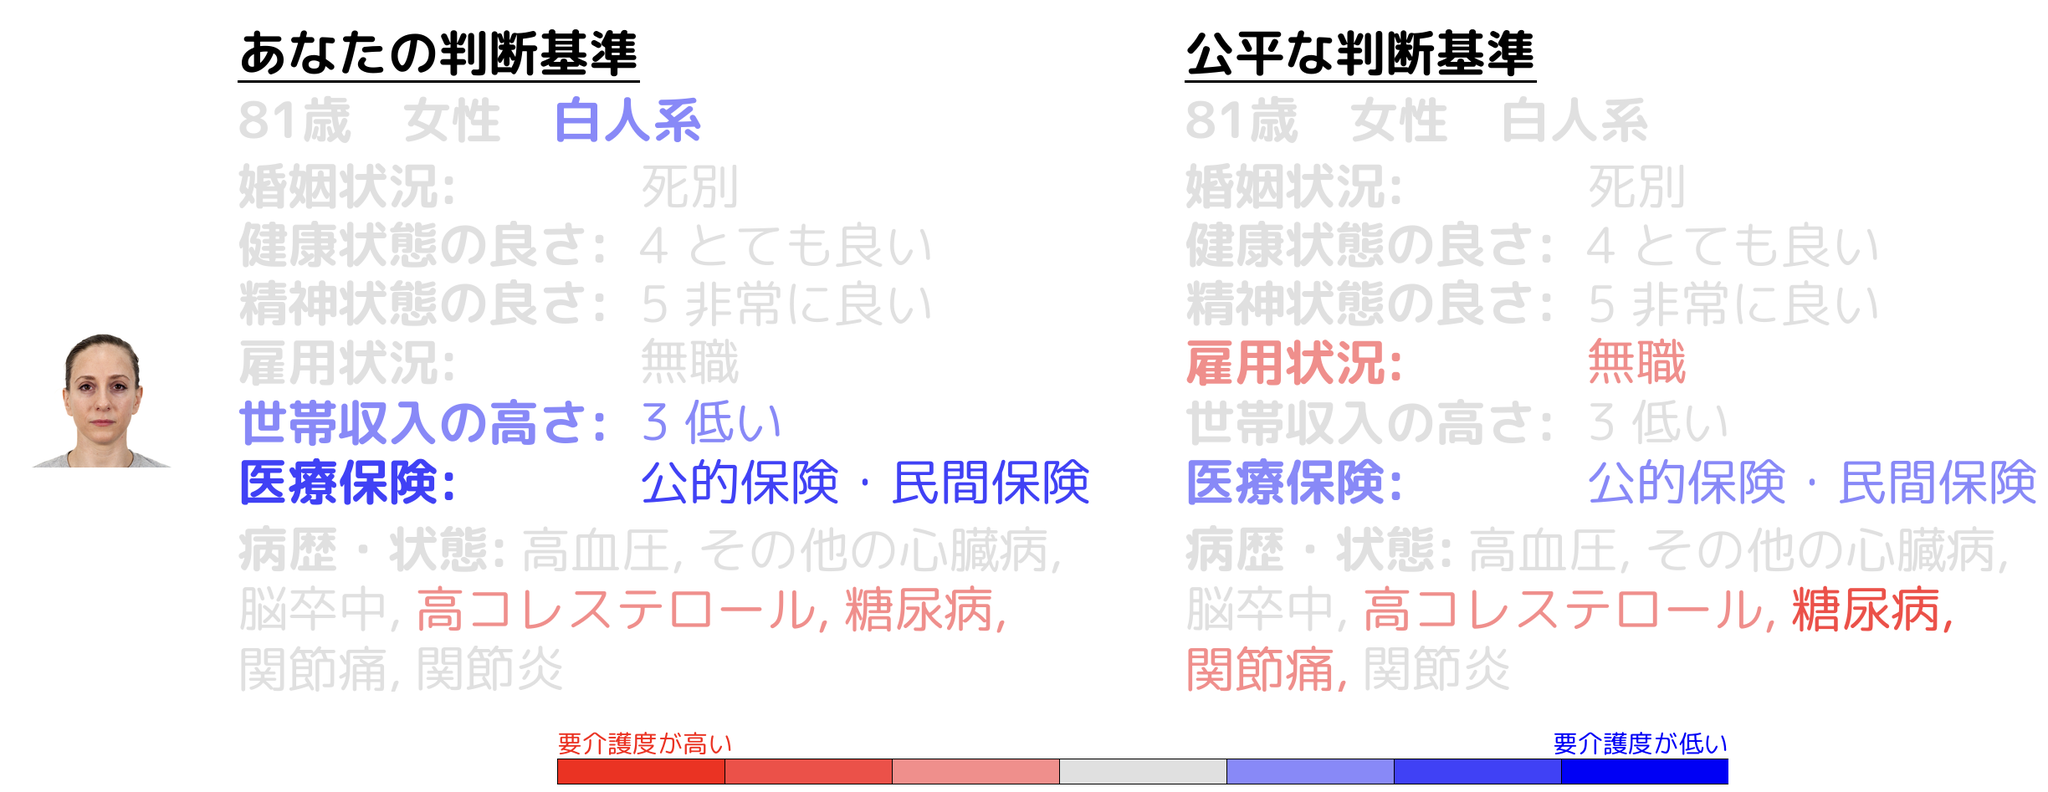 あなたの判断基準
81歳 女性 白人系
婚姻状況: 死別
健康状態の良さ: 4 とても良い
精神状態の良さ: 5 非常に良い
雇用状況: 無職
世帯収入の高さ: 3 低い
医療保険: 公的保険・民間保険
病歴・状態: 高血圧, その他の心臓病,
脳卒中, 高コレステロール, 糖尿病,
関節痛, 関節炎
公平な判断基準
81歳 女性 白人系
婚姻状況: 死別
健康状態の良さ: 4 とても良い
精神状態の良さ: 5 非常に良い
雇用状況: 無職
世帯収入の高さ: 3 低い
医療保険: 公的保険・民間保険
病歴・状態: 高血圧, その他の心臓病,
脳卒中, 高コレステロール, 糖尿病,
関節痛, 関節炎
要介護度が高い
要介護度が低い